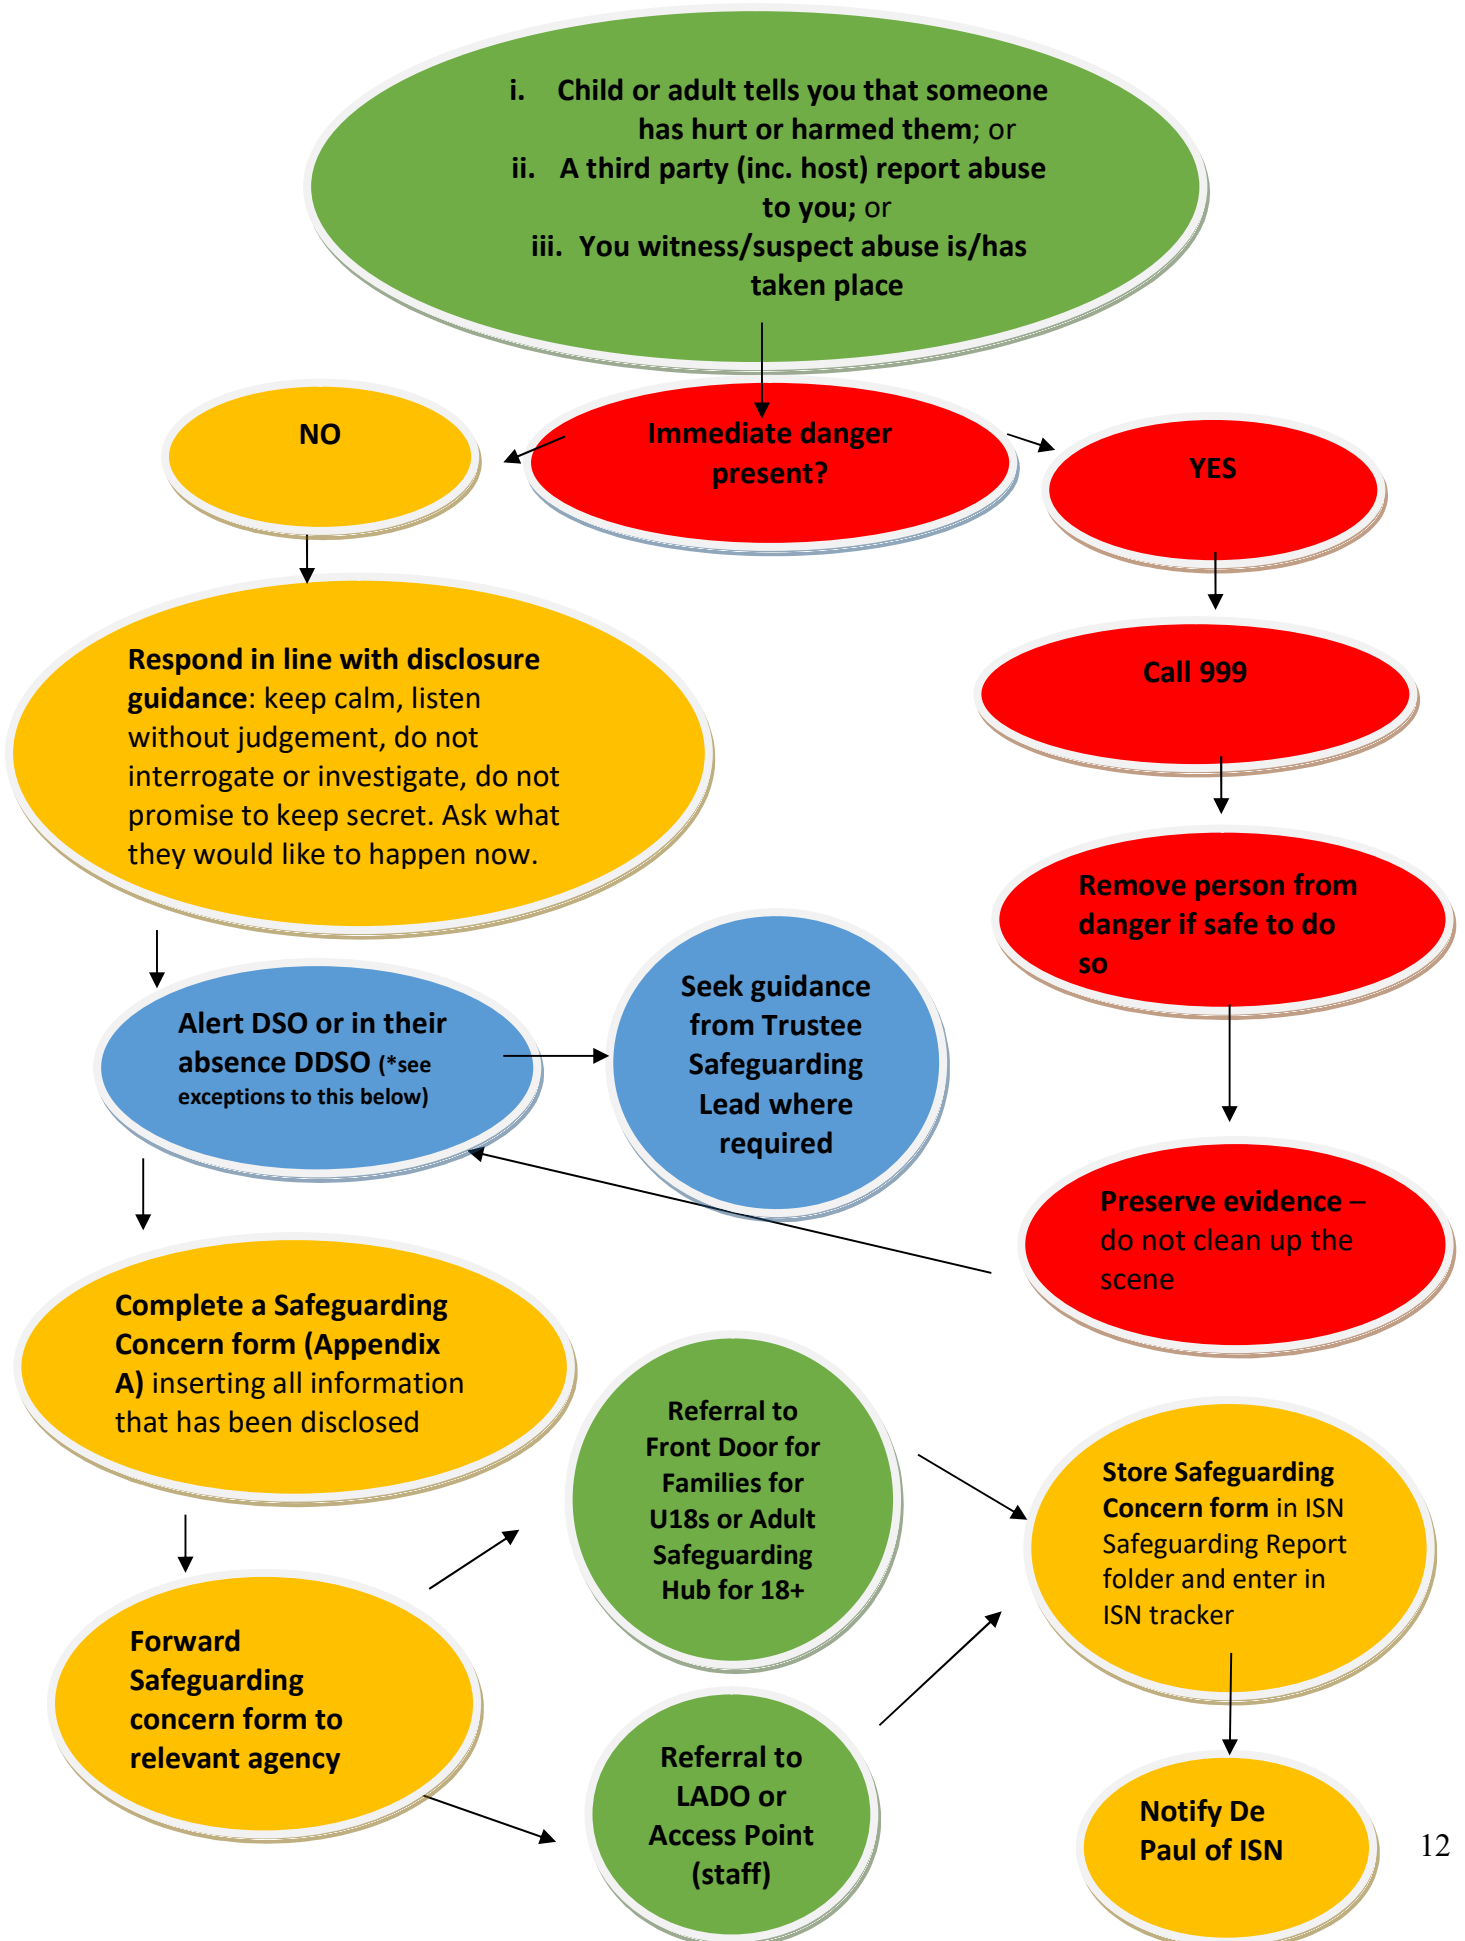 i. Child or adult tells you that someone
has hurt or harmed them; or
ii. A third party (inc. host) report abuse
to you; or
iii. You witness/suspect abuse is/has
taken place
NO
Immediate danger
present?
YES
Respond in line with disclosure
guidance: keep calm, listen
without judgement, do not
interrogate or investigate, do not
promise to keep secret. Ask what
they would like to happen now.
Call 999
Remove person from
danger if safe to do
so
Alert DSO or in their
absence DDSO (*see
exceptions to this below)
Seek guidance
from Trustee
Safeguarding
Lead where
required
Preserve evidence –
do not clean up the
scene
Complete a Safeguarding
Concern form (Appendix
A) inserting all information
that has been disclosed
Referral to
Front Door for
Families for
U18s or Adult
Safeguarding
Hub for 18+
Store Safeguarding
Concern form in ISN
Safeguarding Report
folder and enter in
ISN tracker
Forward
Safeguarding
concern form to
relevant agency
Referral to
LADO or
Access Point
(staff)
Notify De
Paul of ISN
12